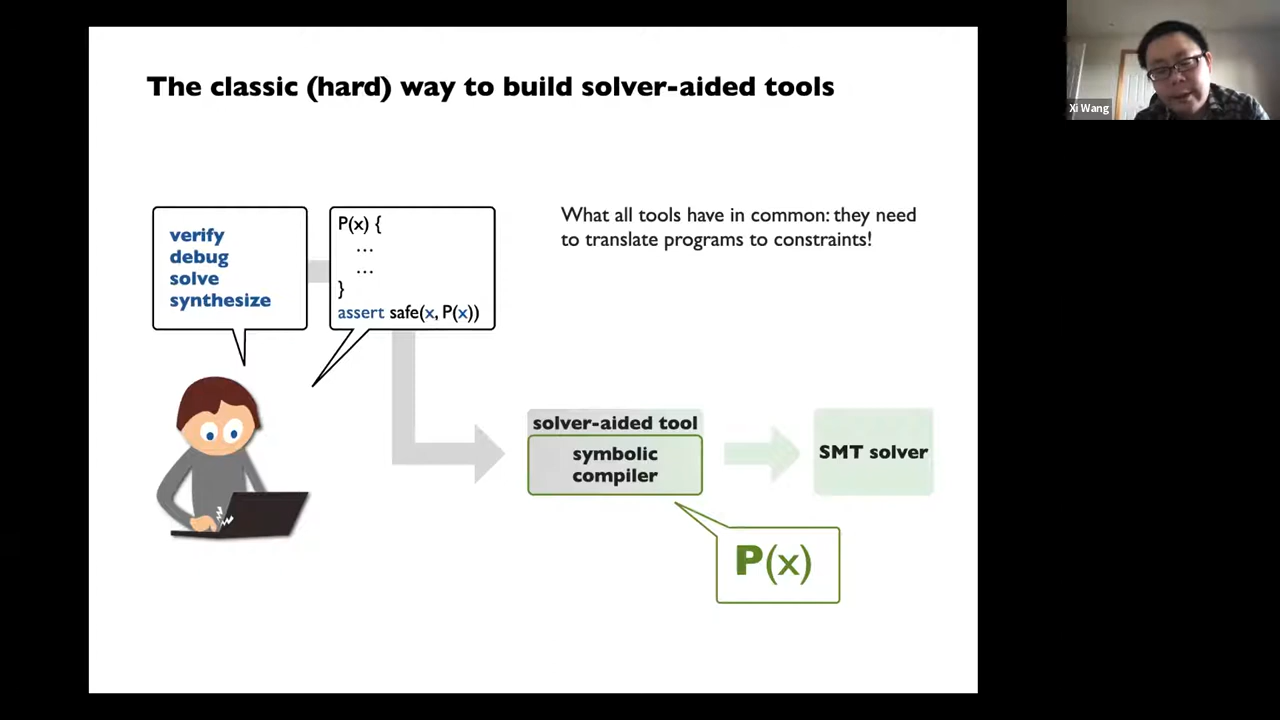 The classic (hard) way to build solver-aided tools
Xi Wang
verify
debug
solve
synthesize
P(x) {
...
...
}
assert safe(x, P(x))
What all tools have in common: they need
to translate programs to constraints!
solver-aided tool
symbolic
compiler
SMT solver
P(x)